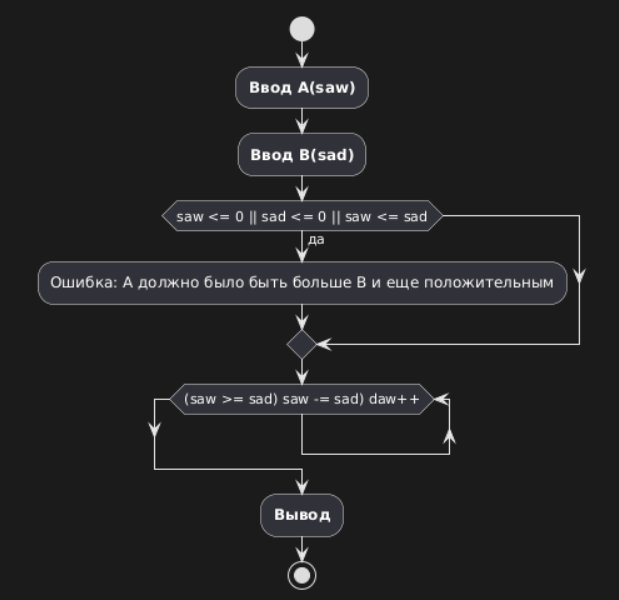 Ввод A(saw)
Ввод B(sad)
saw <= 0 || sad <= 0 || saw <= sad
да
Ошибка: А должно было быть больше В и еще положительным
(saw >= sad) saw -= sad) daw++
Вывод